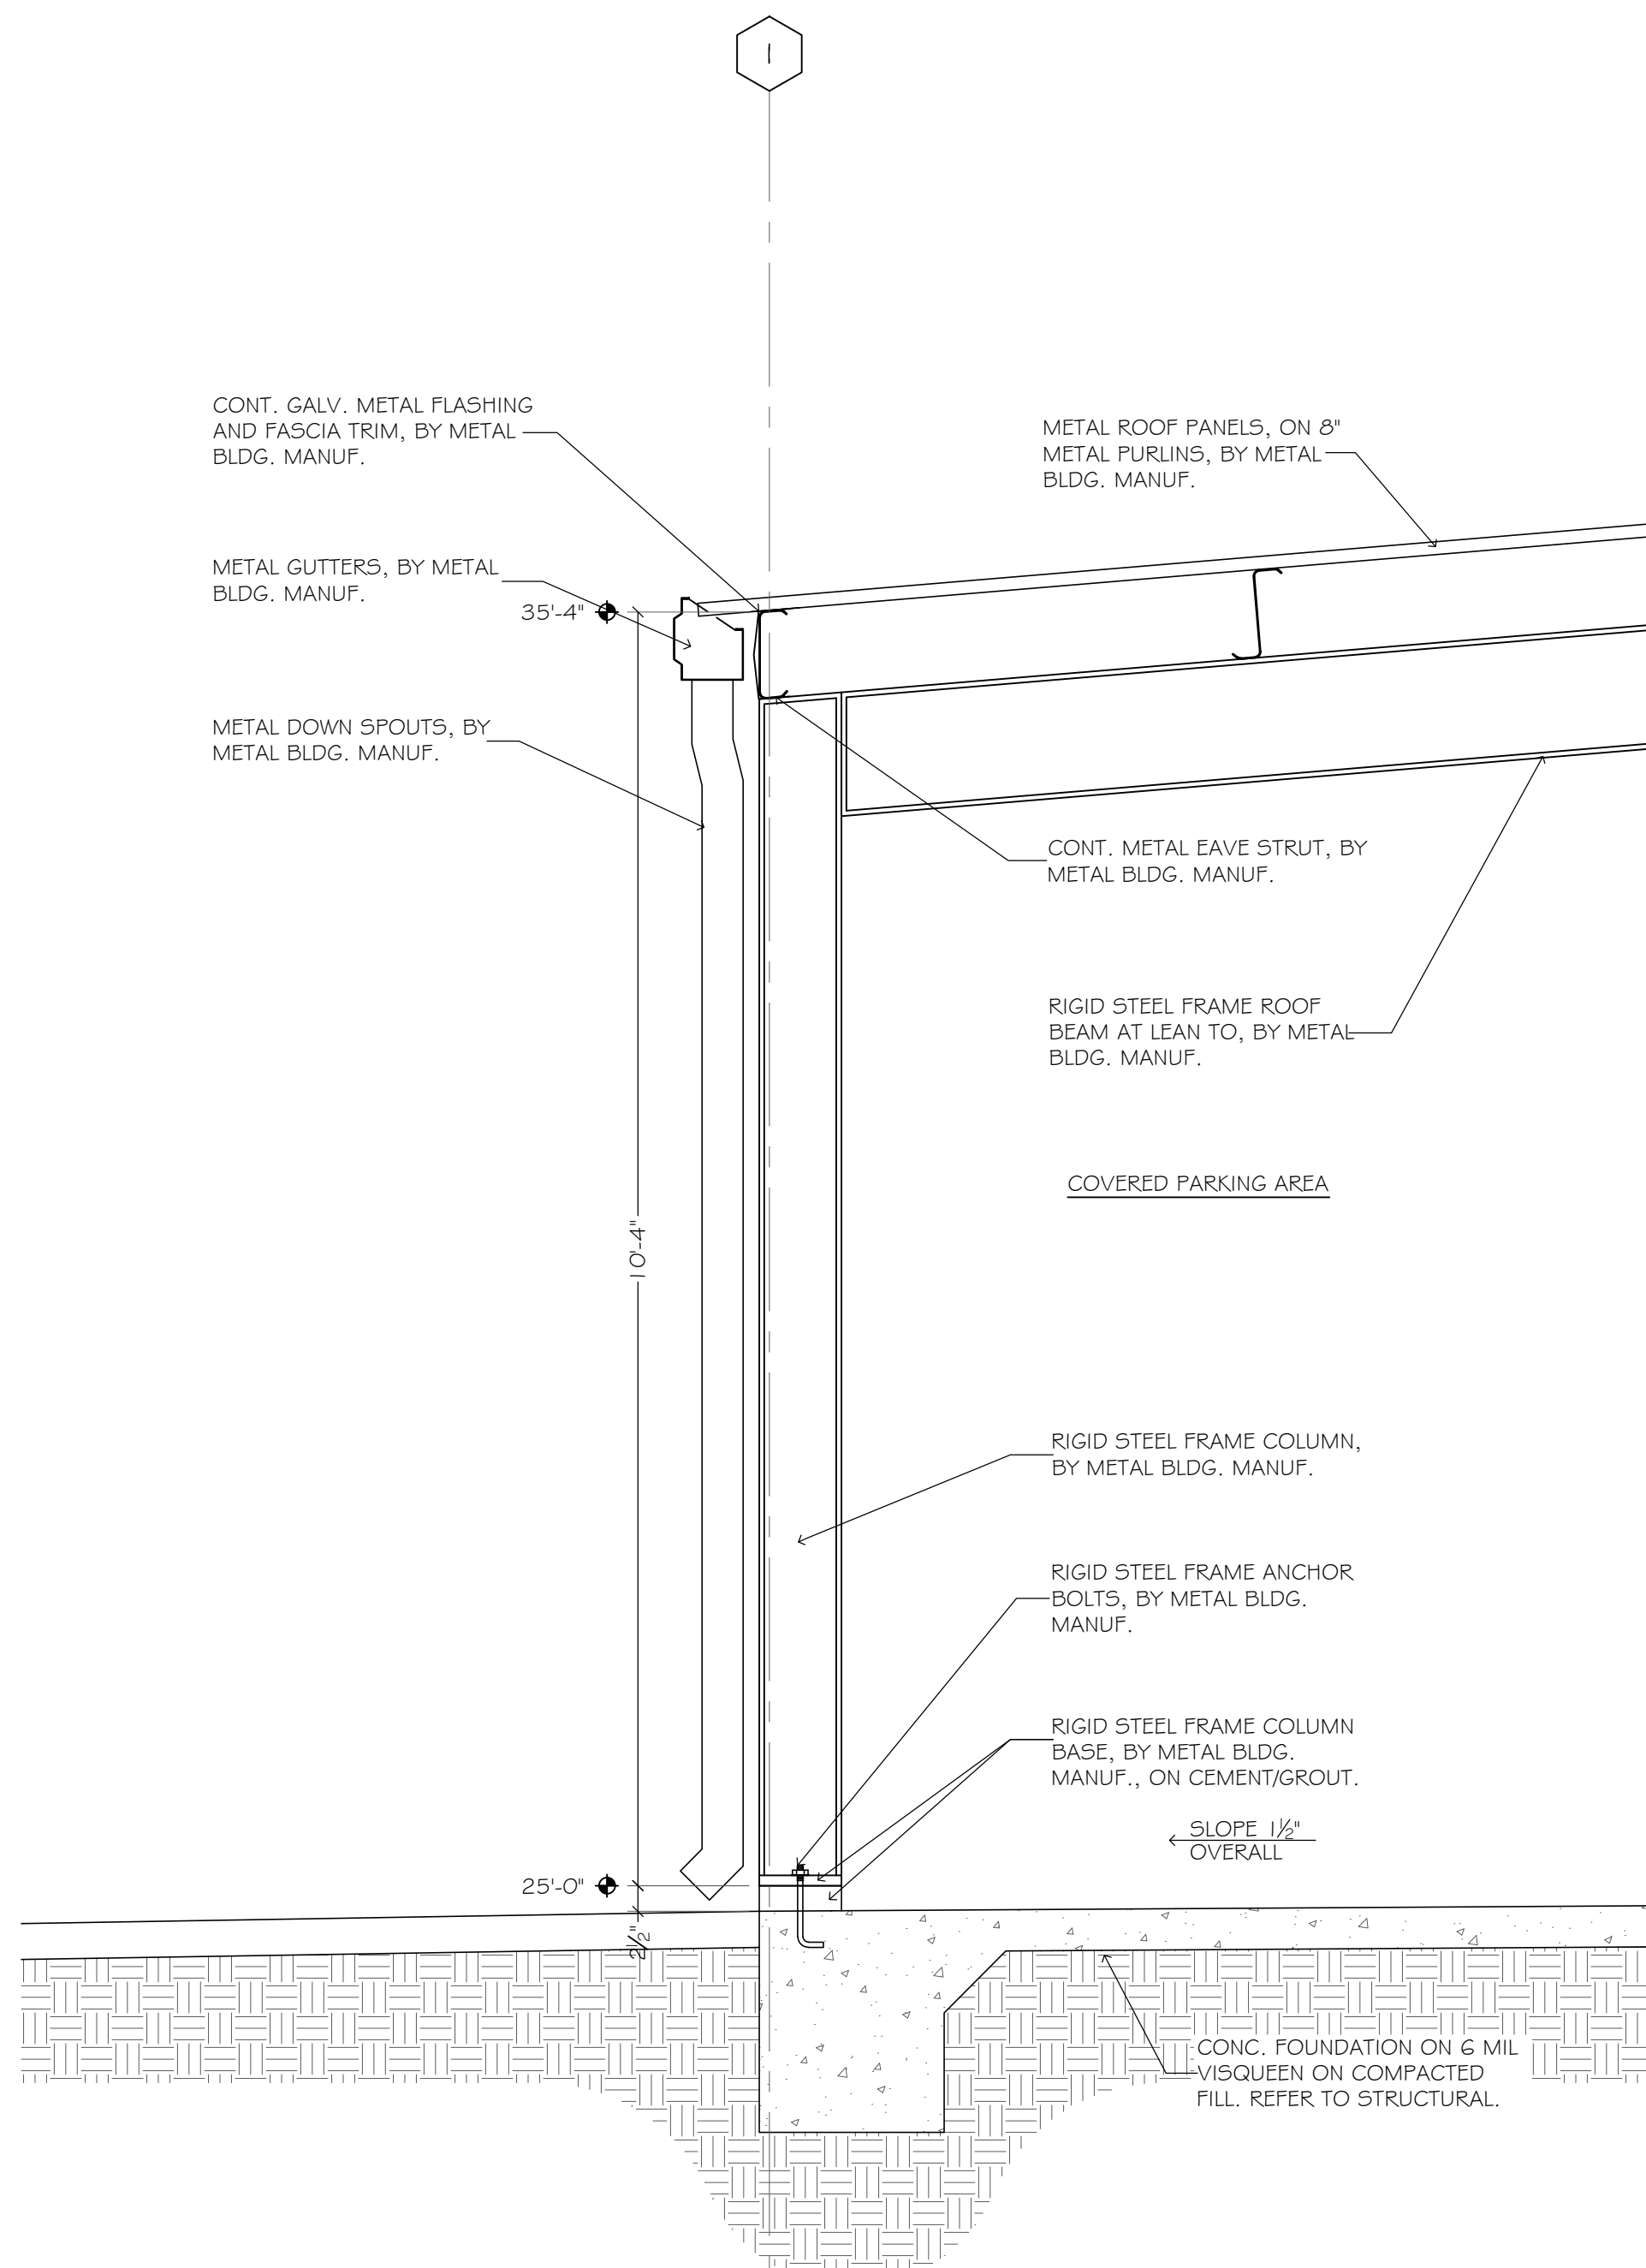 1
CONT. GALV. METAL FLASHING
AND FASCIA TRIM, BY METAL
BLDG. MANUF.
METAL ROOF PANELS, ON 8"
METAL PURLINS, BY METAL
BLDG. MANUF.
METAL GUTTERS, BY METAL
BLDG. MANUF.
35'-4"
METAL DOWN SPOUTS, BY
METAL BLDG. MANUF.
CONT. METAL EAVE STRUT, BY
METAL BLDG. MANUF.
RIGID STEEL FRAME ROOF
BEAM AT LEAN TO, BY METAL
BLDG. MANUF.
COVERED PARKING AREA
10'-4"
RIGID STEEL FRAME COLUMN,
BY METAL BLDG. MANUF.
RIGID STEEL FRAME ANCHOR
BOLTS, BY METAL BLDG.
MANUF.
RIGID STEEL FRAME COLUMN
BASE, BY METAL BLDG.
MANUF., ON CEMENT/GROUT.
SLOPE 1½"
OVERALL
25'-0"
2½"
CONC. FOUNDATION ON 6 MIL
VISQUEEN ON COMPACTED
FILL. REFER TO STRUCTURAL.